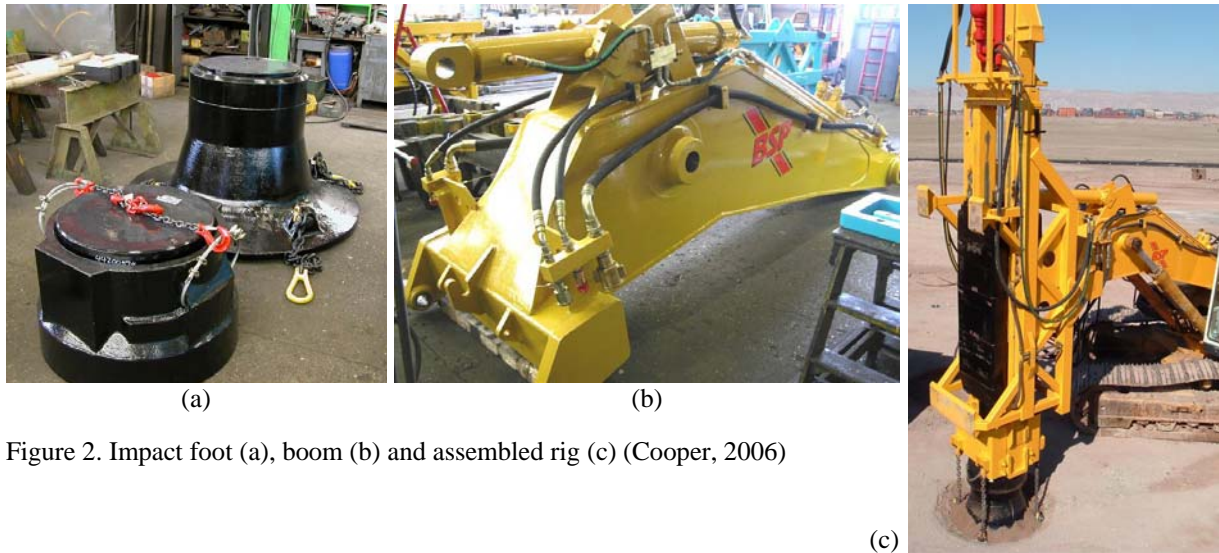 BSP
BSP
(a)
(b)
Figure 2. Impact foot (a), boom (b) and assembled rig (c) (Cooper, 2006)
(c)